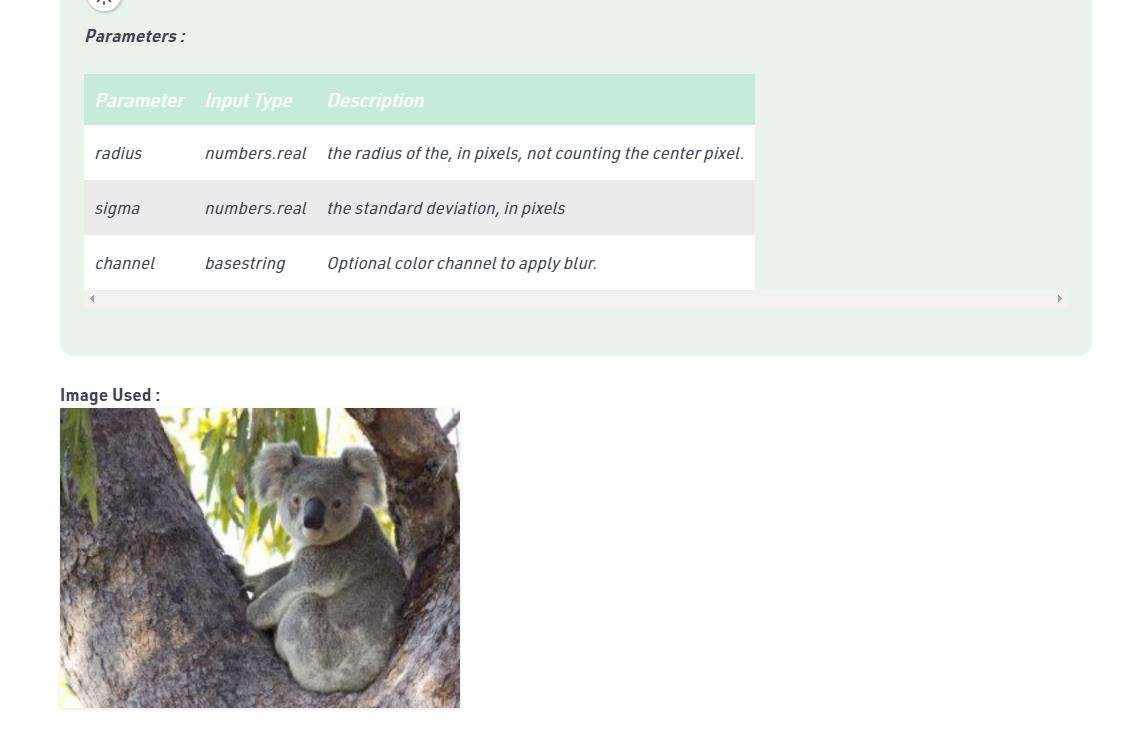 Parameters :
Parameter Input Type Description
radius numbers.real the radius of the, in pixels, not counting the center pixel.
sigma numbers.real the standard deviation, in pixels
channel basestring Optional color channel to apply blur.
Image Used :